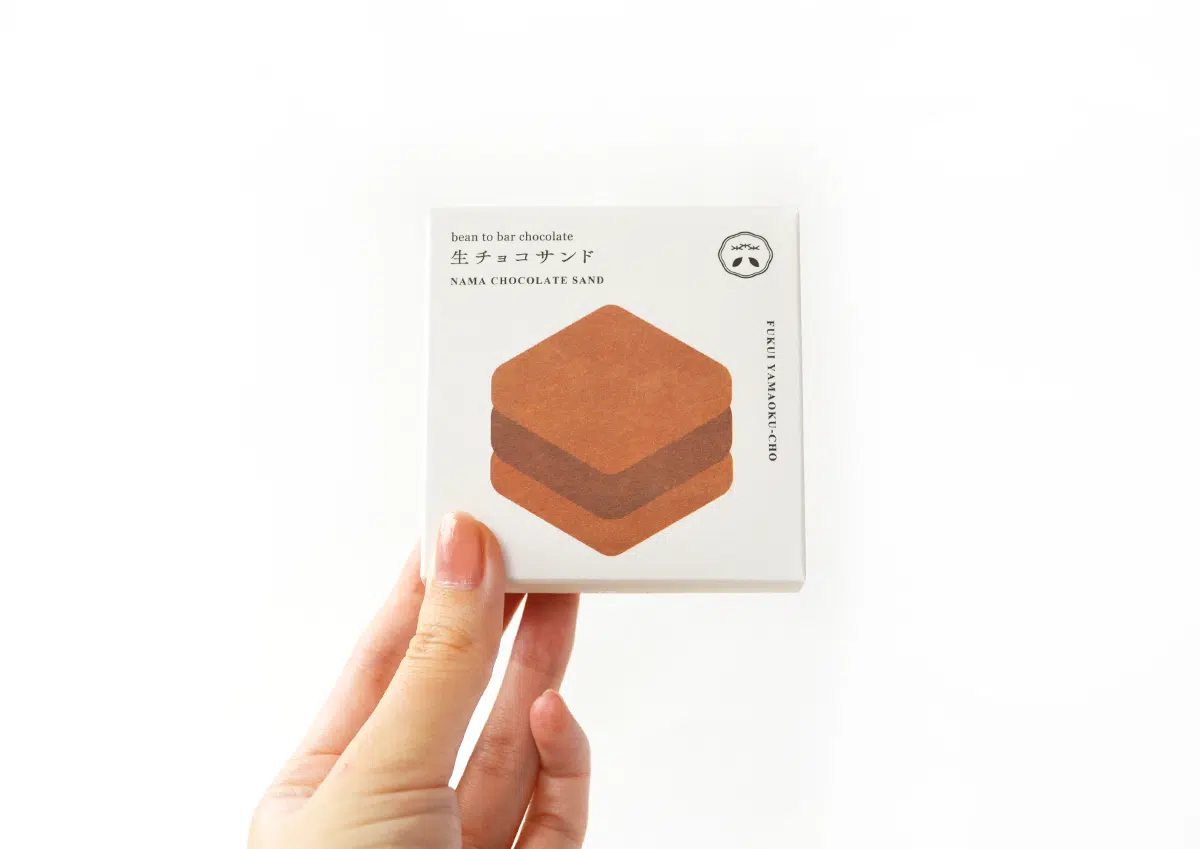 bean to bar chocolate
生チョコサンド
NAMA CHOCOLATE SAND
FUKUI YAMAOKU-CHO